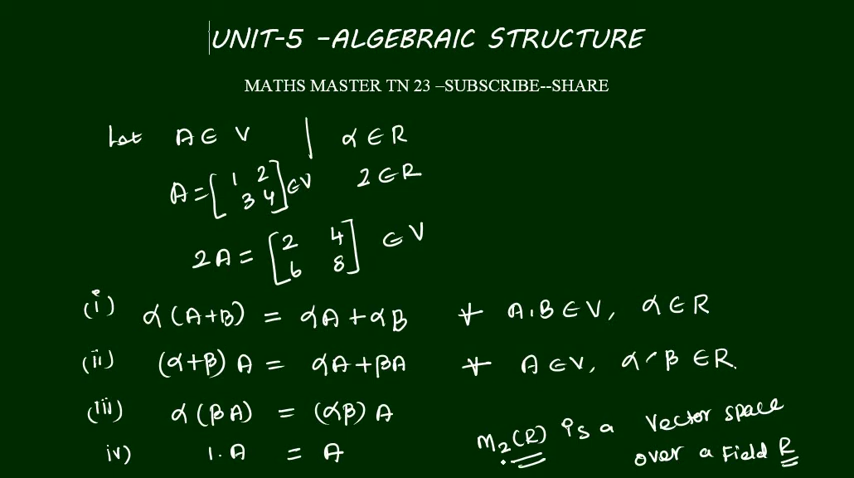 UNIT-5 -ALGEBRAIC STRUCTURE
MATHS MASTER TN 23 –SUBSCRIBE--SHARE
Let A ∈ V | α ∈ R
A = [1 2
3 4] ∈ V 2 ∈ R
2A = [2 4
6 8] ∈ V
(i) α(A+B) = αA + αB ∀ A,B ∈ V, α ∈ R
(ii) (α+β) A = αA + βA ∀ A ∈ V, α, β ∈ R.
(iii) α(βA) = (αβ) A
iv) 1.A = A
M₂(R) is a vector space
over a Field R